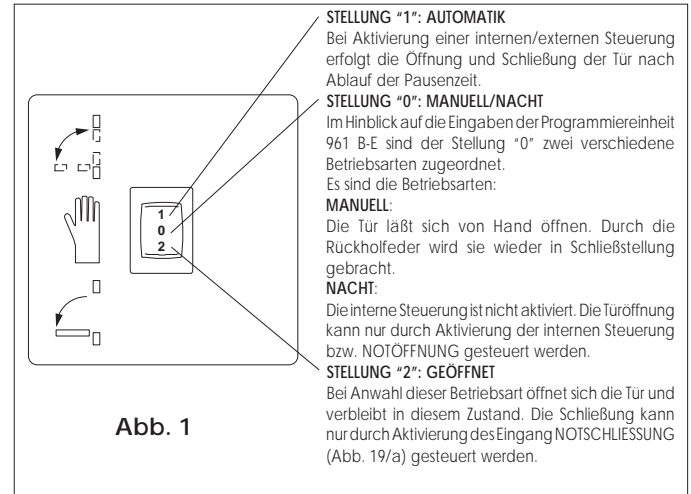 STELLUNG "1": AUTOMATIK
Bei Aktivierung einer internen/externen Steuerung
erfolgt die Öffnung und Schließung der Tür nach
Ablauf der Pausenzeit.
STELLUNG "0": MANUELL/NACHT
Im Hinblick auf die Eingaben der Programmiereinheit
961 B-E sind der Stellung "0" zwei verschiedene
Betriebsarten zugeordnet.
Es sind die Betriebsarten:
MANUELL:
Die Tür läßt sich von Hand öffnen. Durch die
Rückholfeder wird sie wieder in Schließstellung
gebracht.
NACHT:
Die interne Steuerung ist nicht aktiviert. Die Türöffnung
kann nur durch Aktivierung der internen Steuerung
bzw. NOTÖFFNUNG gesteuert werden.
STELLUNG "2": GEÖFFNET
Bei Anwahl dieser Betriebsart öffnet sich die Tür und
verbleibt in diesem Zustand. Die Schließung kann
nur durch Aktivierung des Eingang NOTSCHLIESSUNG
(Abb. 19/a) gesteuert werden.
1
0
2
Abb. 1